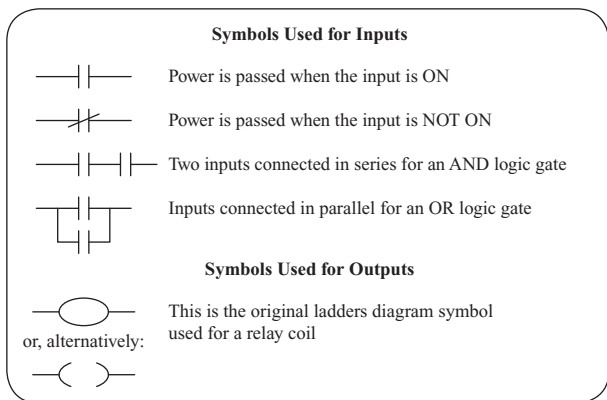 Symbols Used for Inputs
Power is passed when the input is ON
Power is passed when the input is NOT ON
Two inputs connected in series for an AND logic gate
Inputs connected in parallel for an OR logic gate
Symbols Used for Outputs
This is the original ladders diagram symbol
used for a relay coil
or, alternatively: